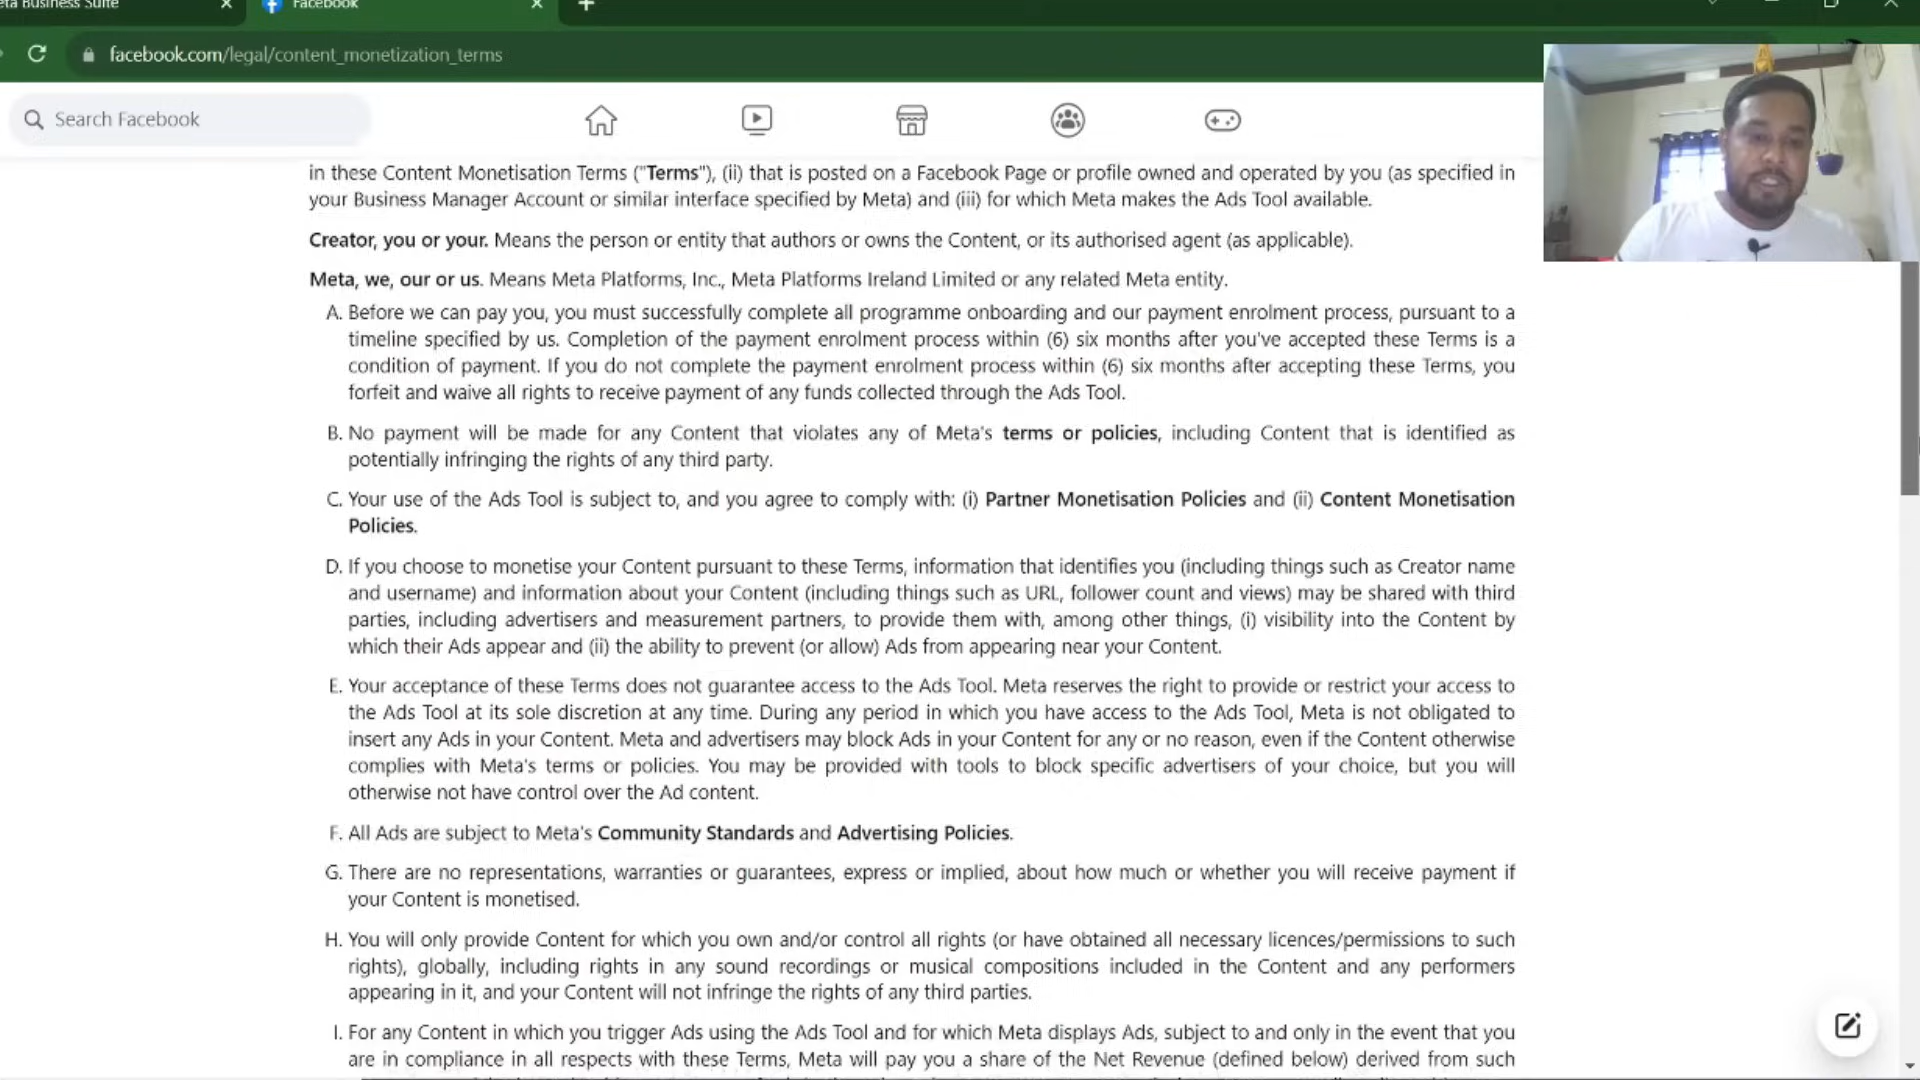 eta Business Suite
Facebook
facebook.com/legal/content_monetization_terms
Search Facebook
in these Content Monetisation Terms ("Terms"), (ii) that is posted on a Facebook Page or profile owned and operated by you (as specified in
your Business Manager Account or similar interface specified by Meta) and (iii) for which Meta makes the Ads Tool available.
Creator, you or your. Means the person or entity that authors or owns the Content, or its authorised agent (as applicable).
Meta, we, our or us. Means Meta Platforms, Inc., Meta Platforms Ireland Limited or any related Meta entity.
A. Before we can pay you, you must successfully complete all programme onboarding and our payment enrolment process, pursuant to a
timeline specified by us. Completion of the payment enrolment process within (6) six months after you've accepted these Terms is a
condition of payment. If you do not complete the payment enrolment process within (6) six months after accepting these Terms, you
forfeit and waive all rights to receive payment of any funds collected through the Ads Tool.
B. No payment will be made for any Content that violates any of Meta's terms or policies, including Content that is identified as
potentially infringing the rights of any third party.
C. Your use of the Ads Tool is subject to, and you agree to comply with: (i) Partner Monetisation Policies and (ii) Content Monetisation
Policies.
D. If you choose to monetise your Content pursuant to these Terms, information that identifies you (including things such as Creator name
and username) and information about your Content (including things such as URL, follower count and views) may be shared with third
parties, including advertisers and measurement partners, to provide them with, among other things, (i) visibility into the Content by
which their Ads appear and (ii) the ability to prevent (or allow) Ads from appearing near your Content.
E. Your acceptance of these Terms does not guarantee access to the Ads Tool. Meta reserves the right to provide or restrict your access to
the Ads Tool at its sole discretion at any time. During any period in which you have access to the Ads Tool, Meta is not obligated to
insert any Ads in your Content. Meta and advertisers may block Ads in your Content for any or no reason, even if the Content otherwise
complies with Meta's terms or policies. You may be provided with tools to block specific advertisers of your choice, but you will
otherwise not have control over the Ad content.
F. All Ads are subject to Meta's Community Standards and Advertising Policies.
G. There are no representations, warranties or guarantees, express or implied, about how much or whether you will receive payment if
your Content is monetised.
H. You will only provide Content for which you own and/or control all rights (or have obtained all necessary licences/permissions to such
rights), globally, including rights in any sound recordings or musical compositions included in the Content and any performers
appearing in it, and your Content will not infringe the rights of any third parties.
I. For any Content in which you trigger Ads using the Ads Tool and for which Meta displays Ads, subject to and only in the event that you
are in compliance in all respects with these Terms, Meta will pay you a share of the Net Revenue (defined below) derived from such